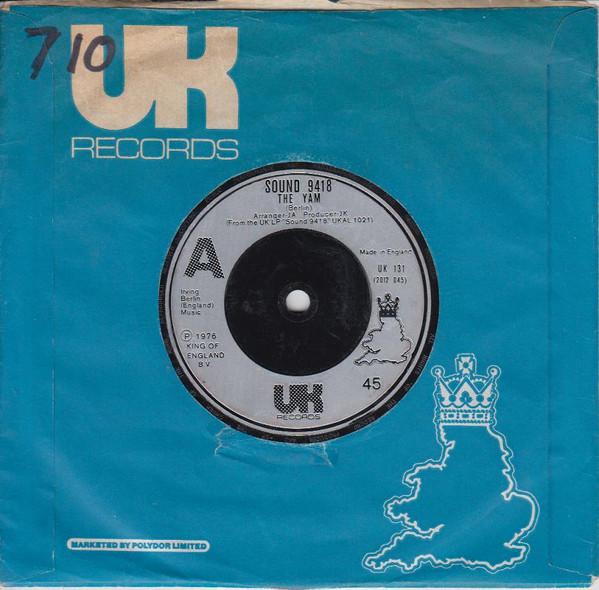 710
UK
RECORDS
SOUND 9418
THE YAM
(Berlin)
Arranger-JA Producer-JK
(From the UK LP "Sound 9418" UKAL 1021)
A
Made in England
UK 131
(2012 045)
Irving
Berlin
(England)
Music
℗ 1976
KING OF
ENGLAND
B.V.
45
UK
RECORDS
MARKETED BY POLYDOR LIMITED